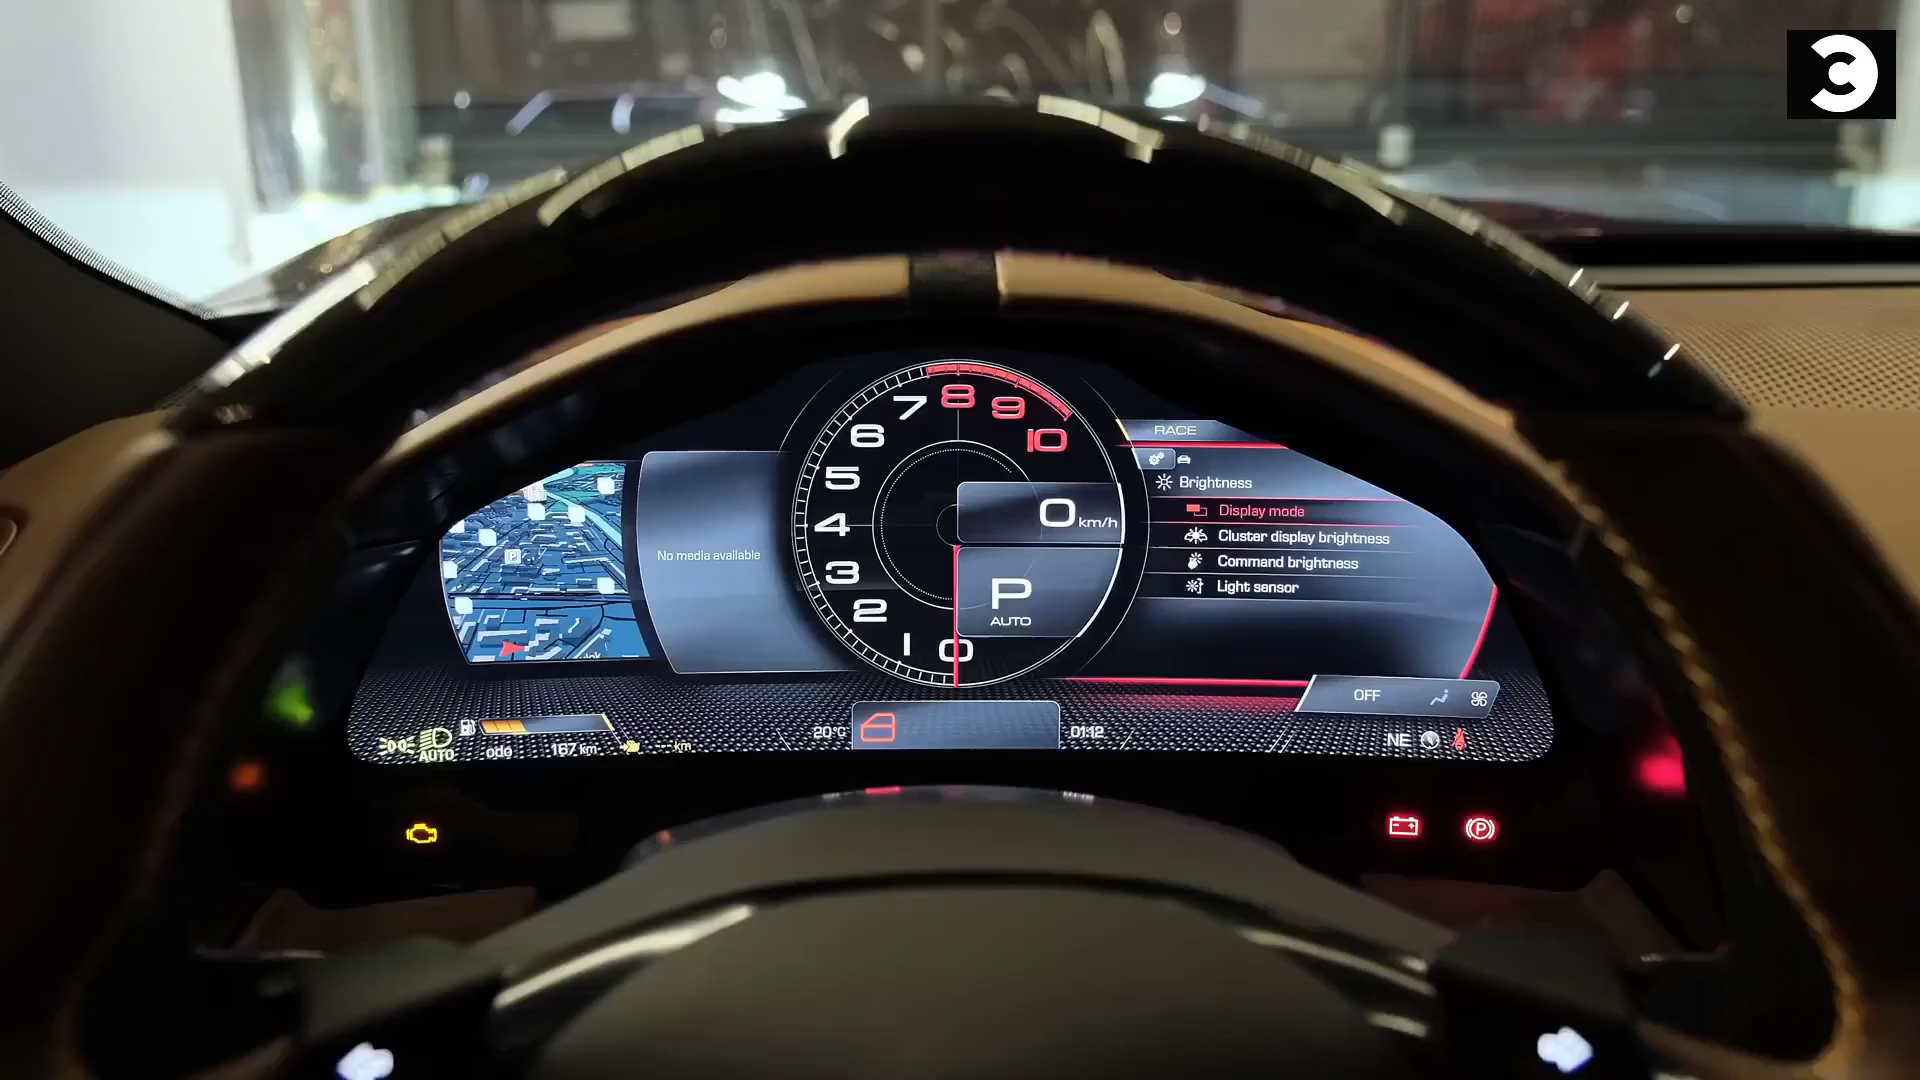 7 8 9 10
6
5
4
3
2
1
0
0 km/h
P
AUTO
P
No media available
RACE
Brightness
Display mode
Cluster display brightness
Command brightness
Light sensor
OFF
AUTO
odo 167 km
--- km
20°C
01:12
NE
P